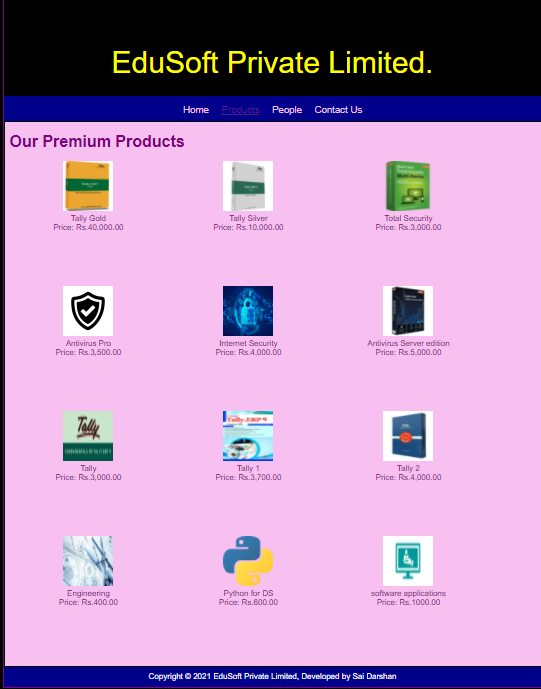 EduSoft Private Limited.
Home Products People Contact Us
Our Premium Products
Tally Gold
Price: Rs.40,000.00
Tally Silver
Price: Rs.10,000.00
Total Security
Price: Rs.3,000.00
Antivirus Pro
Price: Rs.3,500.00
Internet Security
Price: Rs.4,000.00
Antivirus Server edition
Price: Rs.5,000.00
Tally
Tally
Price: Rs.3,000.00
Tally.ERP 9
Tally 1
Price: Rs.3,700.00
Tally 2
Price: Rs.4,000.00
Engineering
Price: Rs.400.00
Python for DS
Price: Rs.600.00
software applications
Price: Rs.1000.00
Copyright © 2021 EduSoft Private Limited, Developed by Sai Darshan